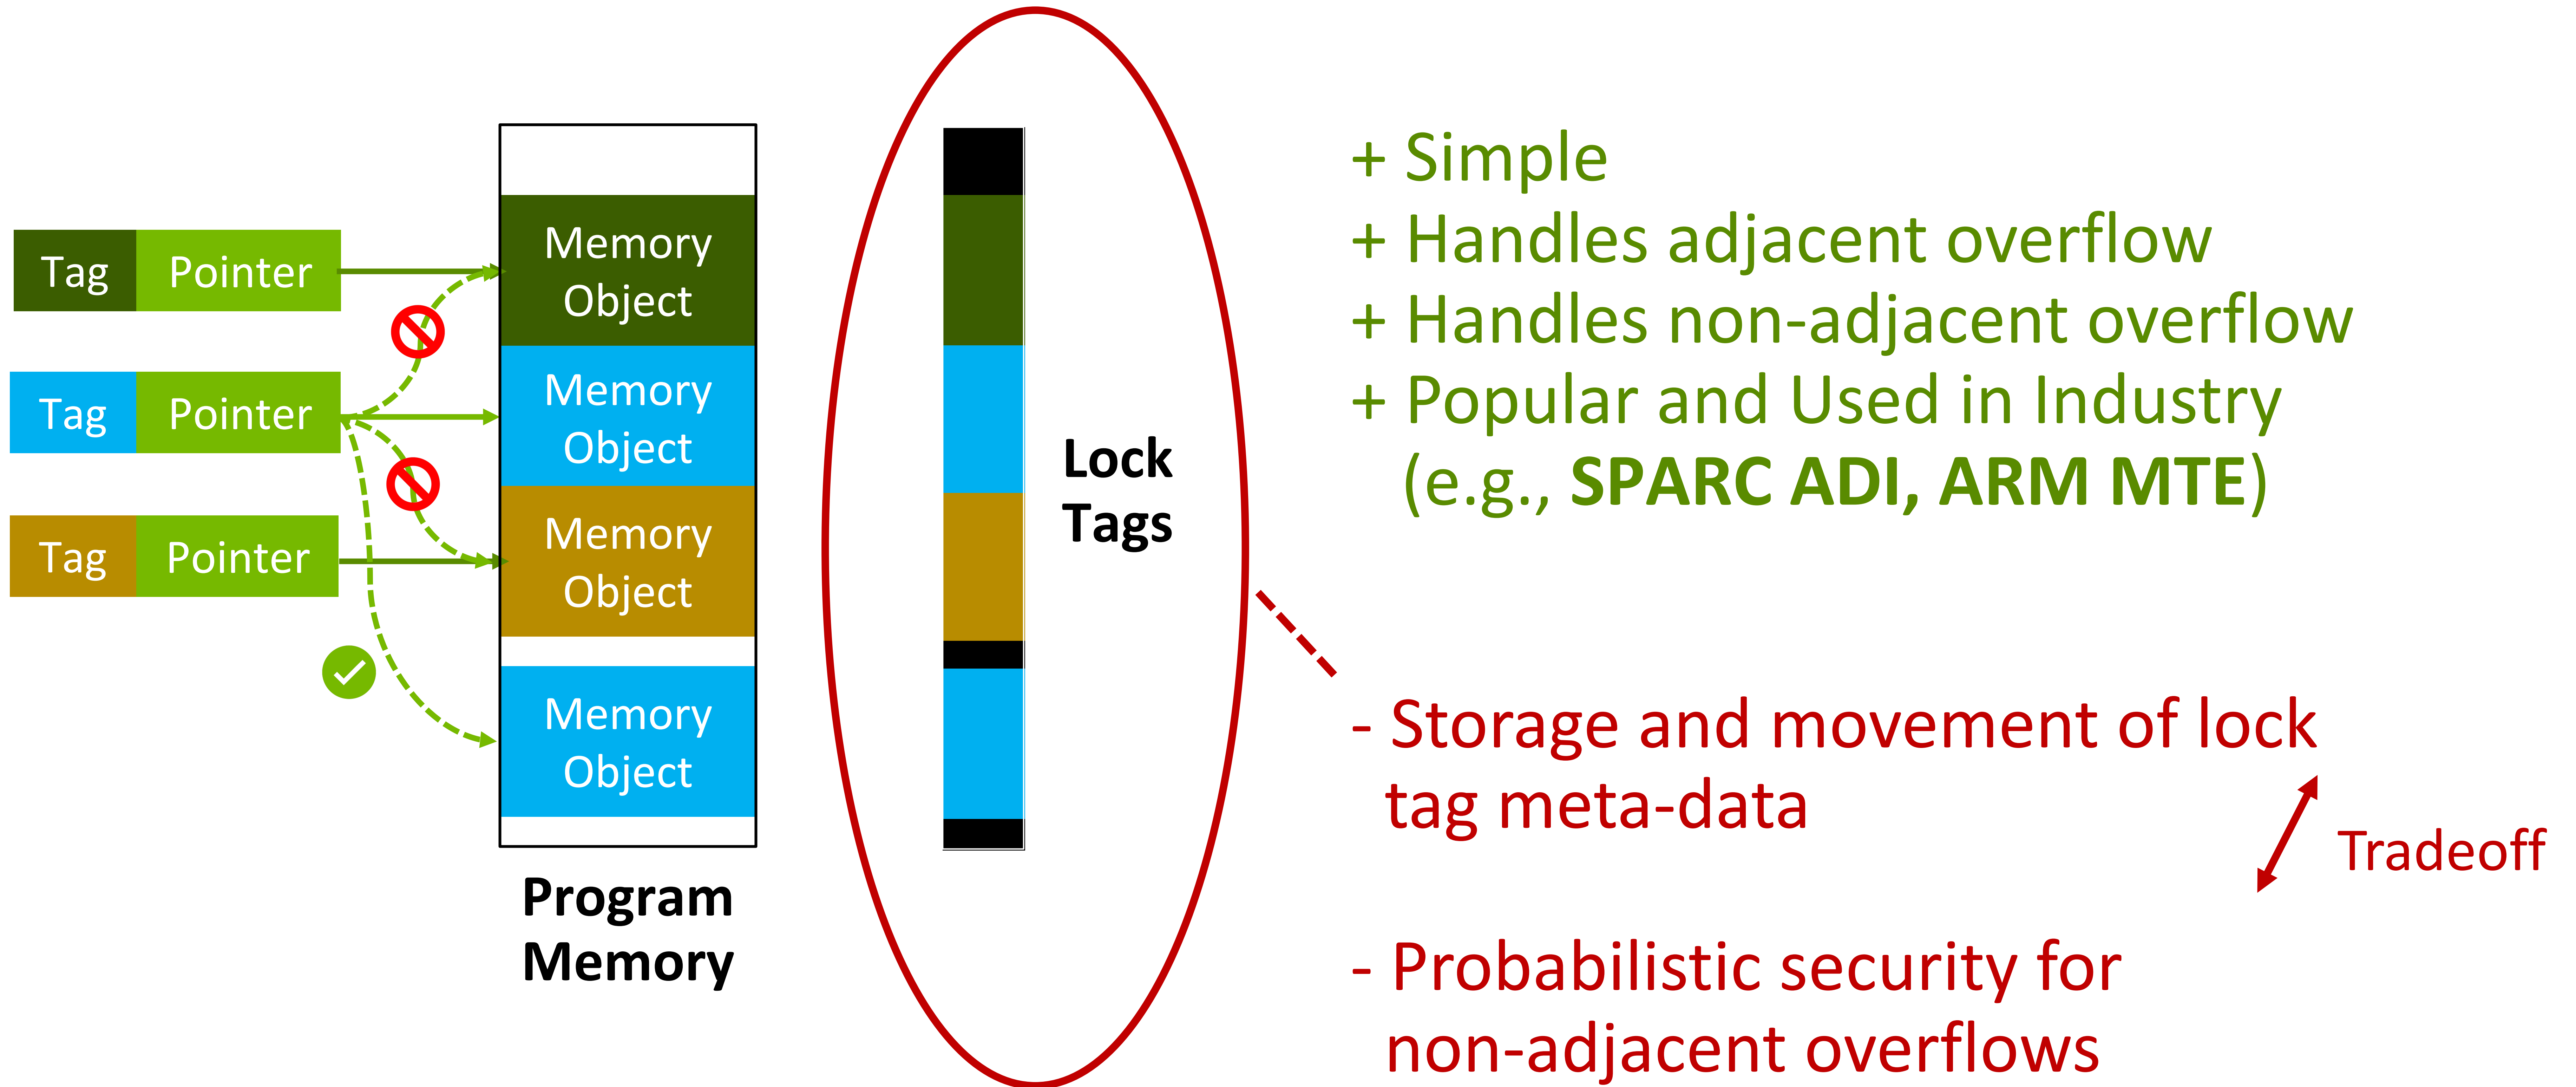 Tag Pointer
Tag Pointer
Tag Pointer
Memory
Object
Memory
Object
Memory
Object
Memory
Object
Program
Memory
Lock
Tags
+ Simple
+ Handles adjacent overflow
+ Handles non-adjacent overflow
+ Popular and Used in Industry
(e.g., SPARC ADI, ARM MTE)
- Storage and movement of lock
tag meta-data
Tradeoff
- Probabilistic security for
non-adjacent overflows